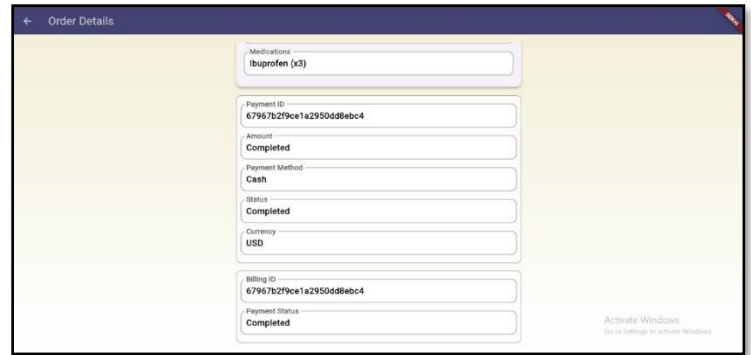 Order Details
DEBUG
Medications
Ibuprofen (x3)
Payment ID
67967b2f9ce1a2950dd8ebc4
Amount
Completed
Payment Method
Cash
Status
Completed
Currency
USD
Billing ID
67967b2f9ce1a2950dd8ebc4
Payment Status
Completed
Activate Windows
Go to Settings to activate Windows.